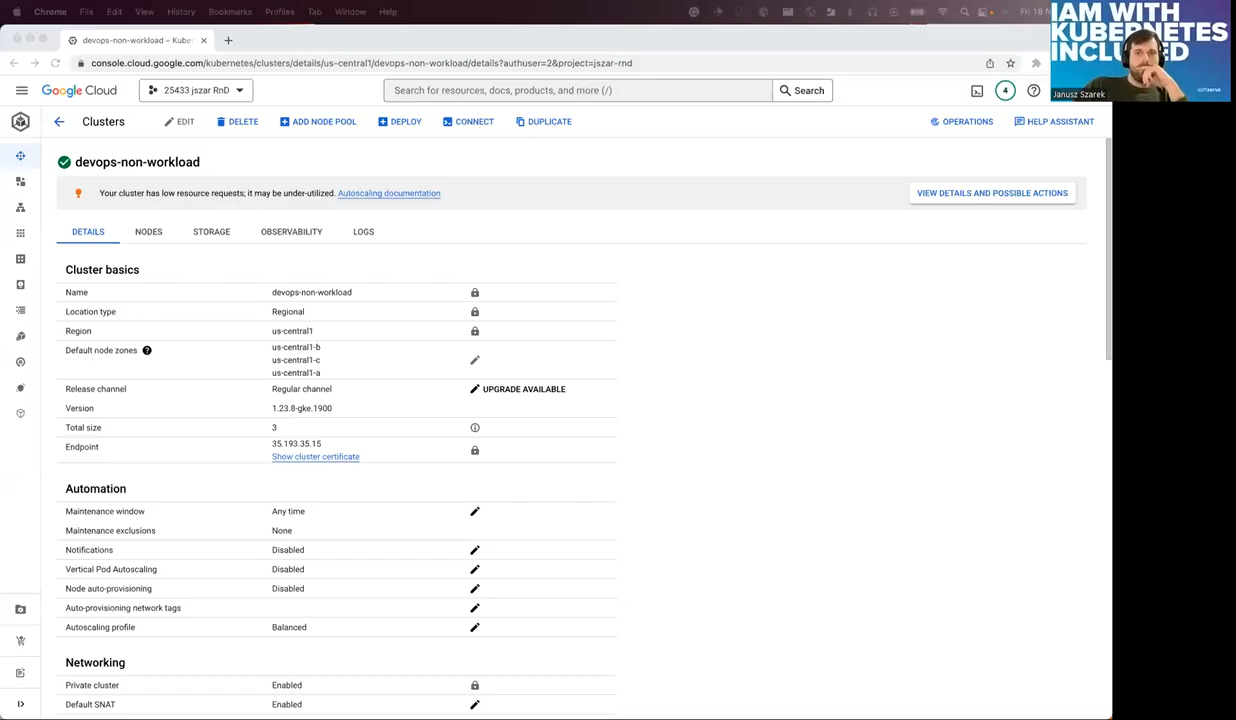 Chrome File Edit View History Bookmarks Profiles Tab Window Help
devops-non-workload – Kuber
console.cloud.google.com/kubernetes/clusters/details/us-central1/devops-non-workload/details?authuser=2&project=jszar-rnd
Google Cloud 25433 jszar RnD Search for resources, docs, products, and more (/) Search 4
Clusters EDIT DELETE ADD NODE POOL DEPLOY CONNECT DUPLICATE OPERATIONS HELP ASSISTANT
devops-non-workload
Your cluster has low resource requests; it may be under-utilized. Autoscaling documentation VIEW DETAILS AND POSSIBLE ACTIONS
DETAILS NODES STORAGE OBSERVABILITY LOGS
Cluster basics
Name devops-non-workload
Location type Regional
Region us-central1
Default node zones us-central1-b
us-central1-c
us-central1-a
Release channel Regular channel UPGRADE AVAILABLE
Version 1.23.8-gke.1900
Total size 3
Endpoint 35.193.35.15
Show cluster certificate
Automation
Maintenance window Any time
Maintenance exclusions None
Notifications Disabled
Vertical Pod Autoscaling Disabled
Node auto-provisioning Disabled
Auto-provisioning network tags
Autoscaling profile Balanced
Networking
Private cluster Enabled
Default SNAT Enabled
IAM WITH
KUBERNETES
INCLUDED
softserve
Janusz Szarek